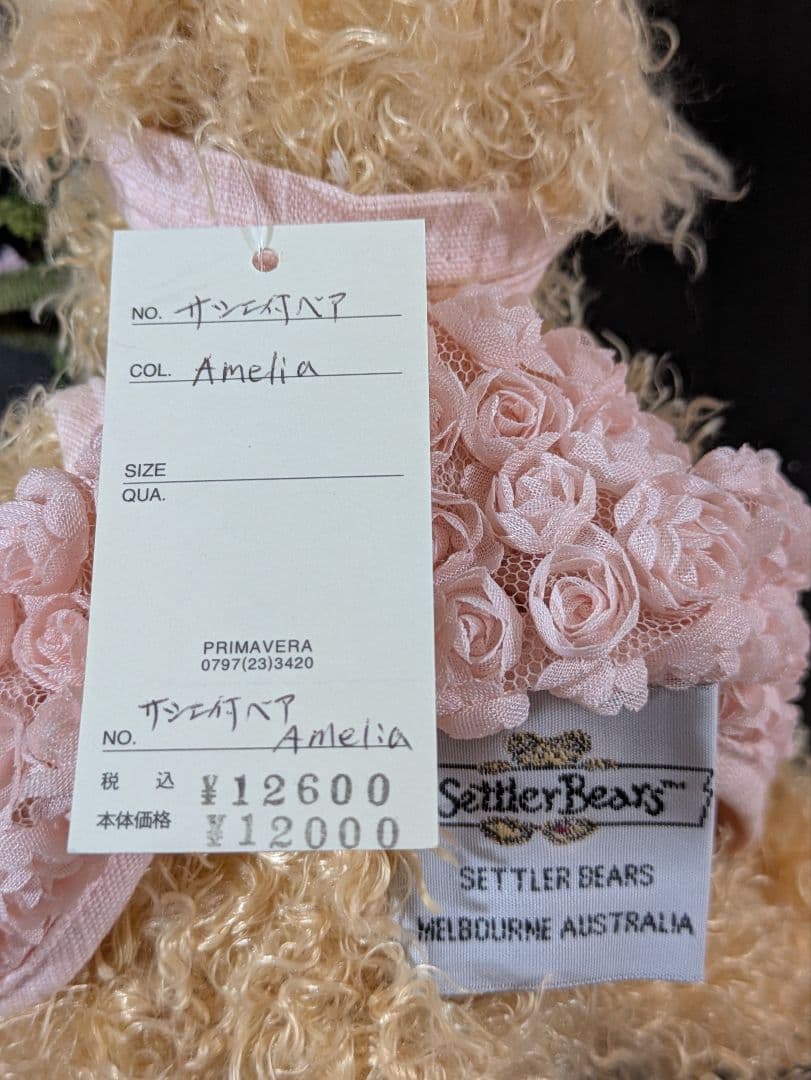 NO. サシエ付ベア
COL. Amelia
SIZE
QUA.
PRIMAVERA
0797(23)3420
サシエ付ベア
NO. Amelia
税 込 ¥12600
本体価格 ¥12000
SettlerBears™
SETTLER BEARS
MELBOURNE AUSTRALIA